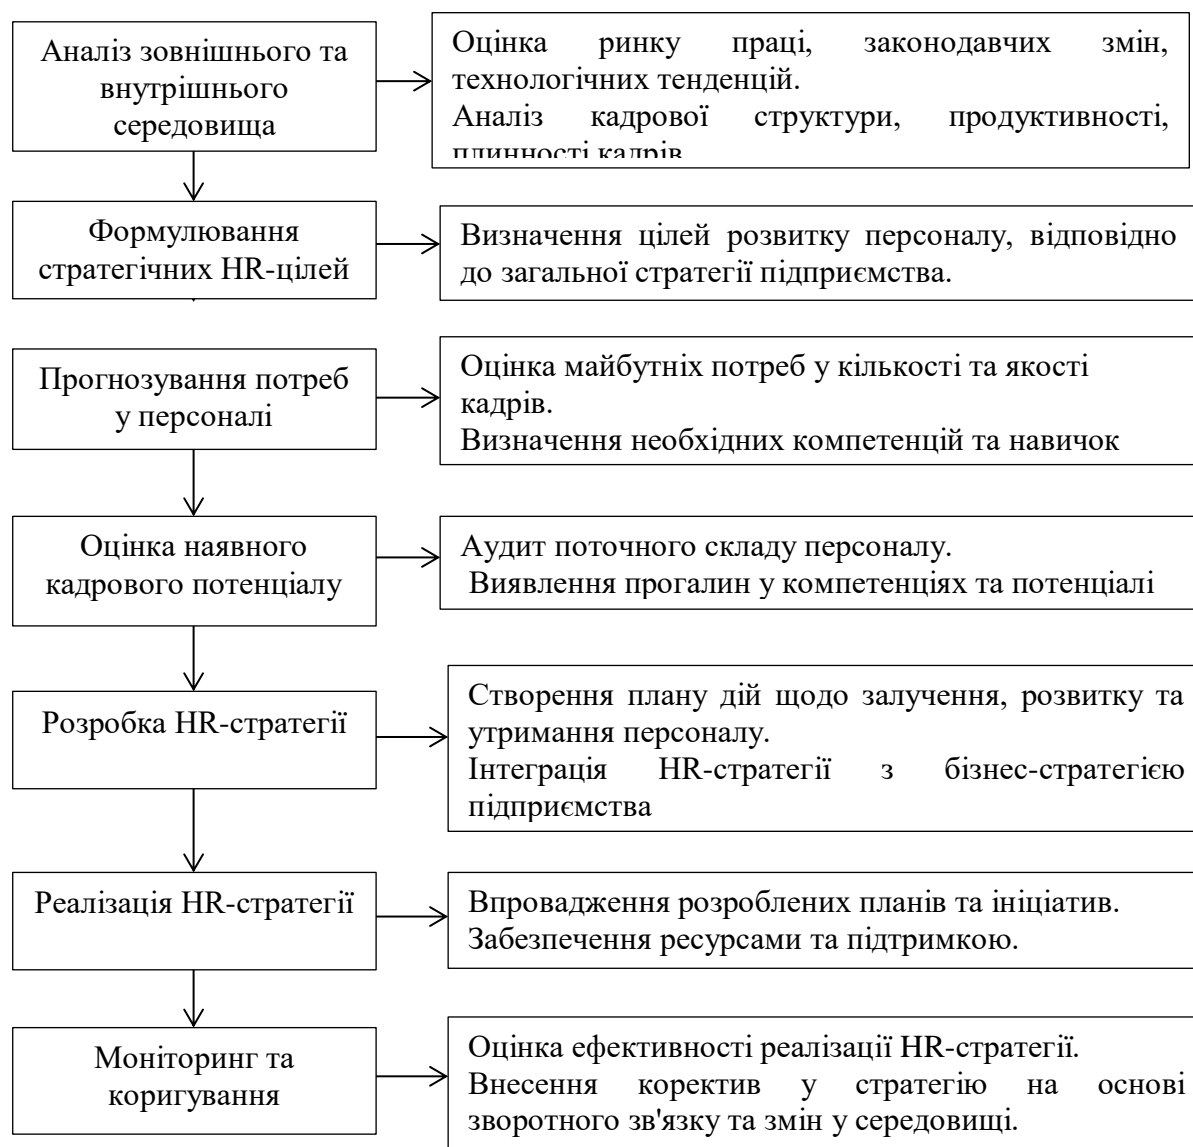 Аналіз зовнішнього та
внутрішнього
середовища
Оцінка ринку праці, законодавчих змін,
технологічних тенденцій.
Аналіз кадрової структури, продуктивності,
плинності кадрів
Формулювання
стратегічних HR-цілей
Визначення цілей розвитку персоналу, відповідно
до загальної стратегії підприємства.
Прогнозування потреб
у персоналі
Оцінка майбутніх потреб у кількості та якості
кадрів.
Визначення необхідних компетенцій та навичок
Оцінка наявного
кадрового потенціалу
Аудит поточного складу персоналу.
Виявлення прогалин у компетенціях та потенціалі
Розробка HR-стратегії
Створення плану дій щодо залучення, розвитку та
утримання персоналу.
Інтеграція HR-стратегії з бізнес-стратегією
підприємства
Реалізація HR-стратегії
Впровадження розроблених планів та ініціатив.
Забезпечення ресурсами та підтримкою.
Моніторинг та
коригування
Оцінка ефективності реалізації HR-стратегії.
Внесення коректив у стратегію на основі
зворотного зв'язку та змін у середовищі.